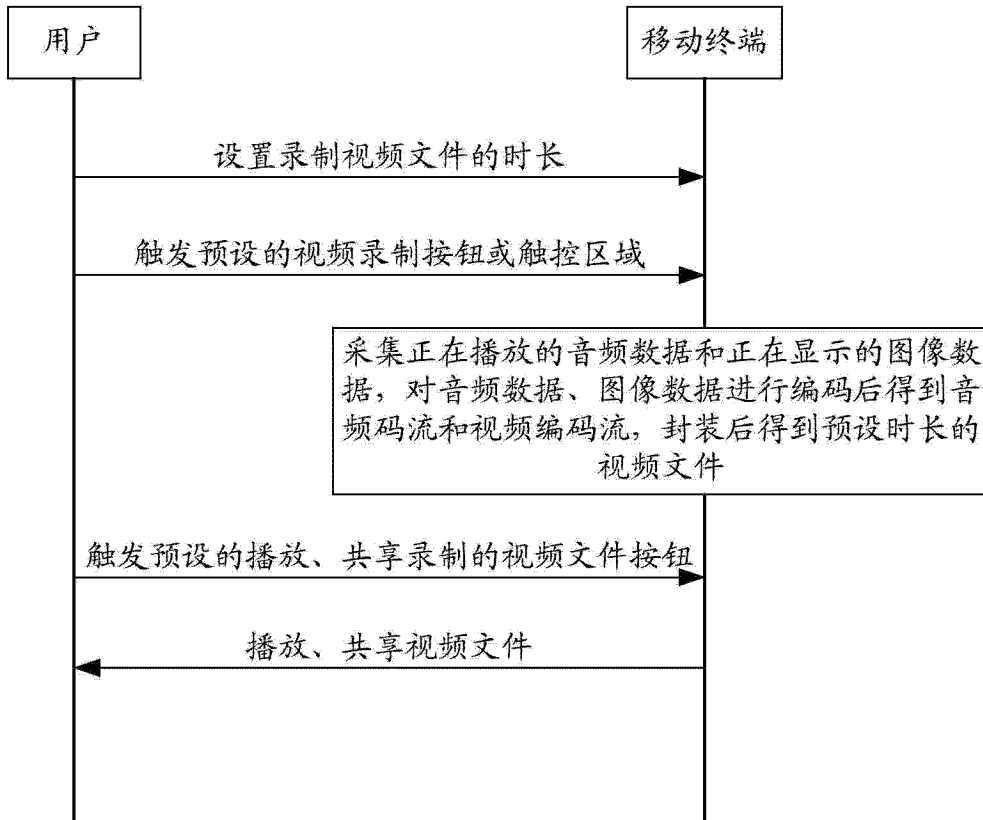 用户
移动终端
设置录制视频文件的时长
触发预设的视频录制按钮或触控区域
采集正在播放的音频数据和正在显示的图像数
据，对音频数据、图像数据进行编码后得到音
频码流和视频编码流，封装后得到预设时长的
视频文件
触发预设的播放、共享录制的视频文件按钮
播放、共享视频文件